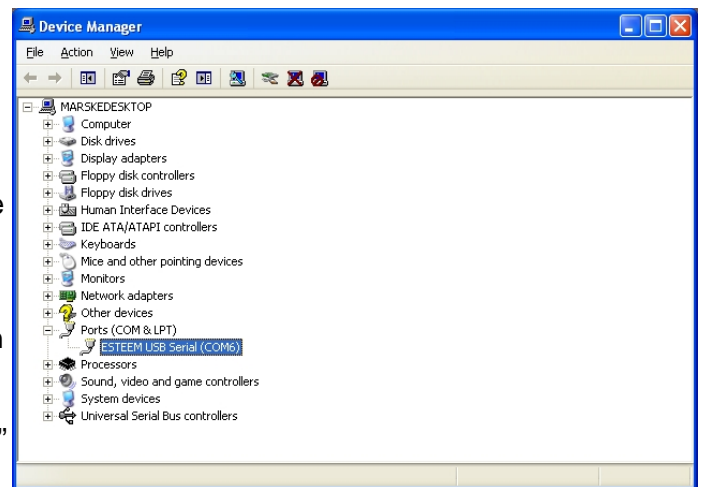 Device Manager
File Action View Help
MARSKEDESKTOP
Computer
Disk drives
Display adapters
Floppy disk controllers
Floppy disk drives
Human Interface Devices
IDE ATA/ATAPI controllers
Keyboards
Mice and other pointing devices
Monitors
Network adapters
Other devices
Ports (COM & LPT)
ESTEEM USB Serial (COM6)
Processors
Sound, video and game controllers
System devices
Universal Serial Bus controllers